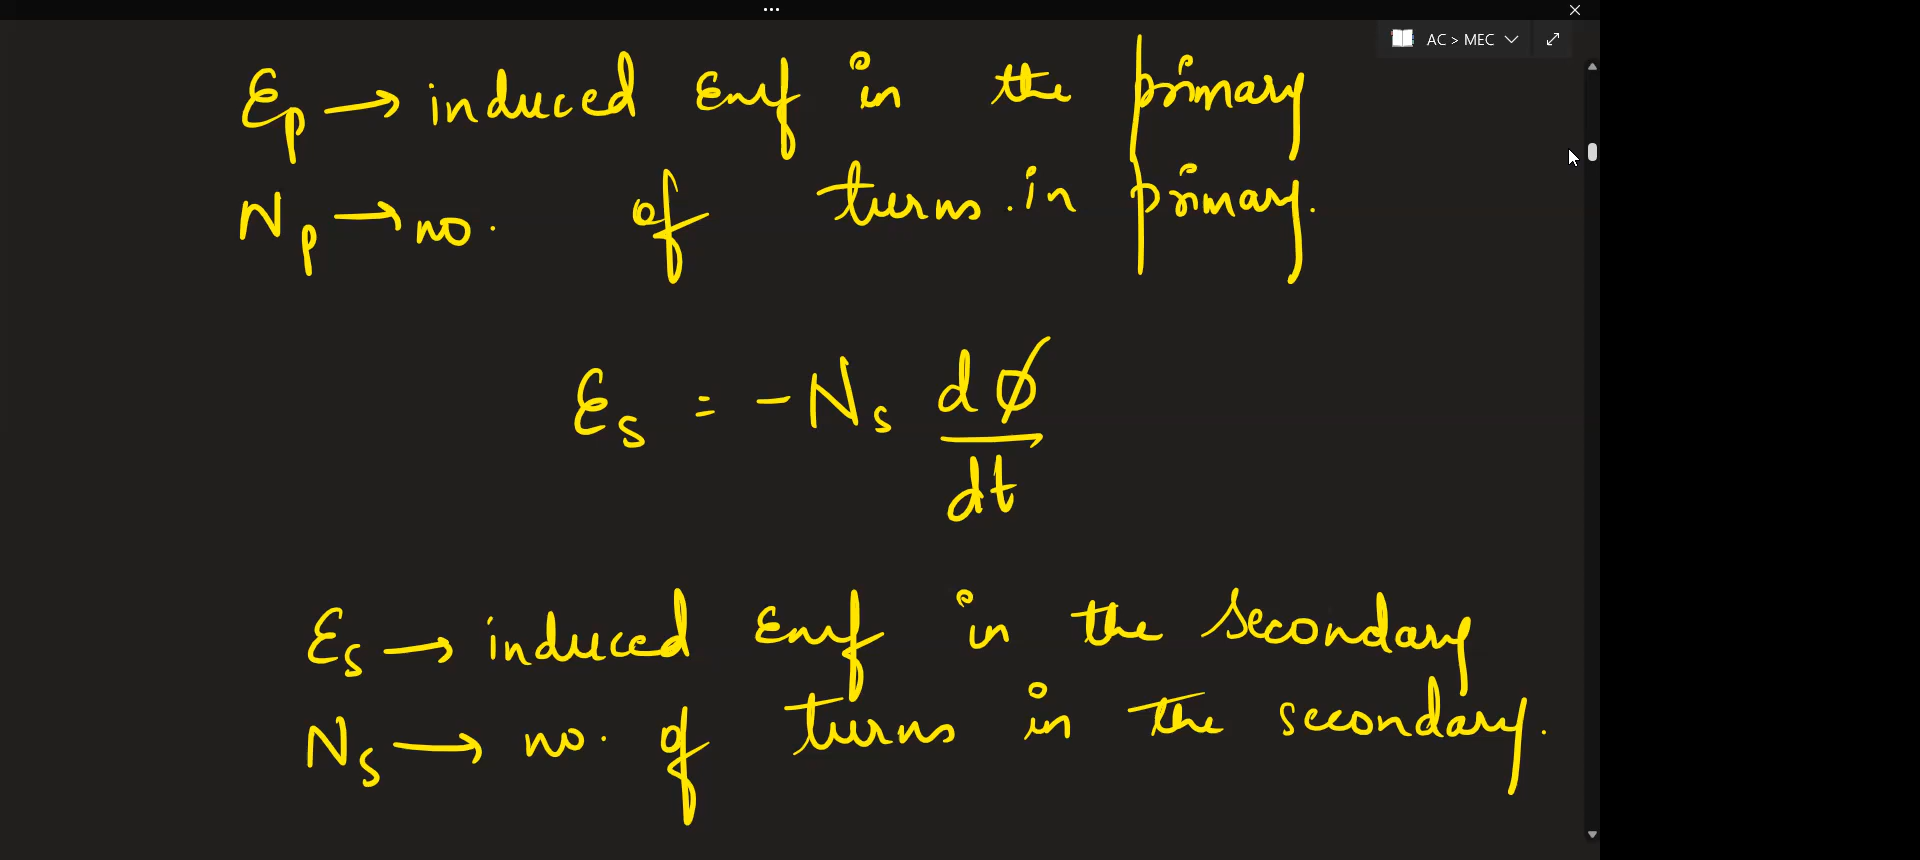 AC > MEC
Ep → induced Emf in the primary
Np → no. of turns in primary.
Es = -Ns dφ/dt
Es → induced Emf in the secondary
Ns → no. of turns in the secondary.